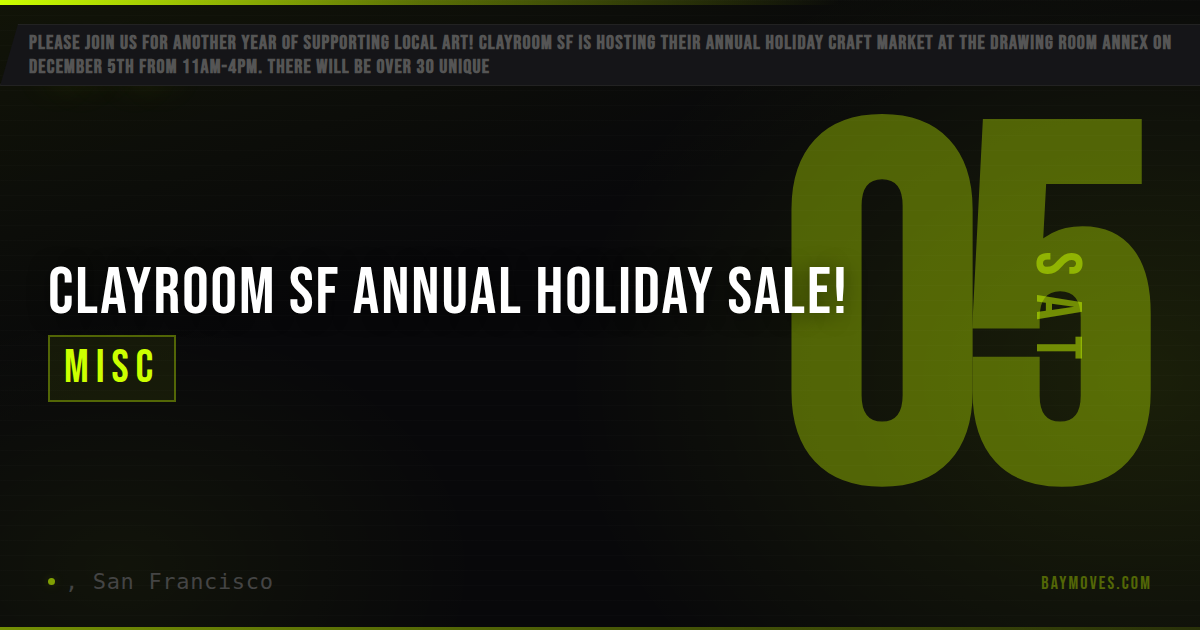 PLEASE JOIN US FOR ANOTHER YEAR OF SUPPORTING LOCAL ART! CLAYROOM SF IS HOSTING THEIR ANNUAL HOLIDAY CRAFT MARKET AT THE DRAWING ROOM ANNEX ON
DECEMBER 5TH FROM 11AM-4PM. THERE WILL BE OVER 30 UNIQUE
05
SAT
CLAYROOM SF ANNUAL HOLIDAY SALE!
MISC
, San Francisco
BAYMOVES.COM